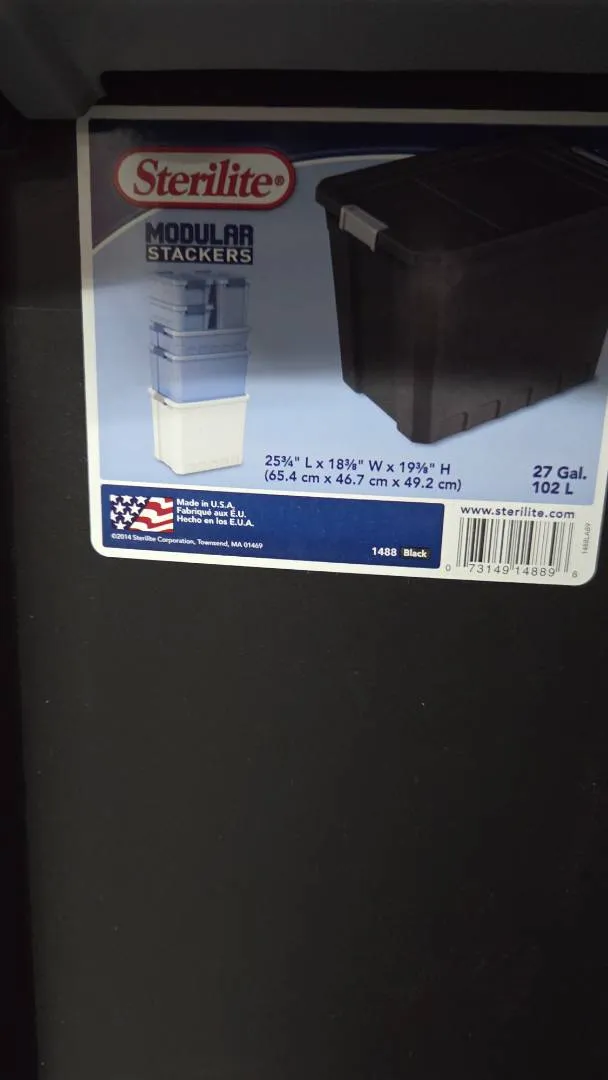 Sterilite®
MODULAR
STACKERS
25¾" L x 18⅜" W x 19⅜" H
(65.4 cm x 46.7 cm x 49.2 cm)
27 Gal.
102 L
Made in U.S.A.
Fabriqué aux É.U.
Hecho en los E.U.A.
©2014 Sterilite Corporation, Townsend, MA 01469
1488 Black
www.sterilite.com
0 73149 14889 8
1488LA69